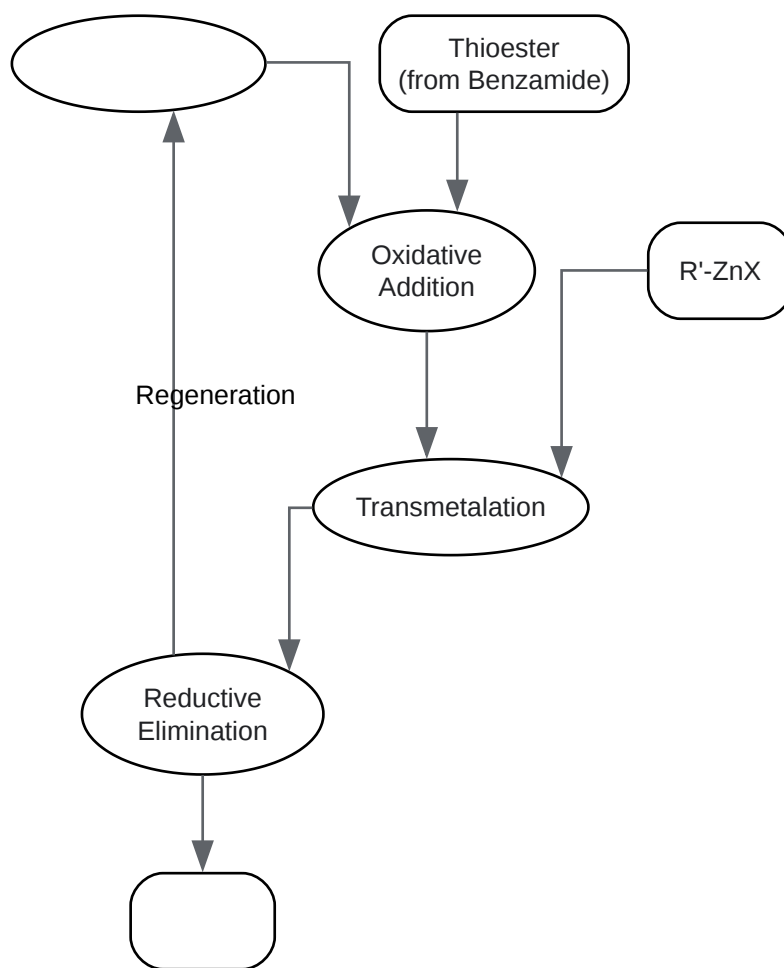 Thioester
(from Benzamide)
Oxidative
Addition
R'-ZnX
Regeneration
Transmetalation
Reductive
Elimination